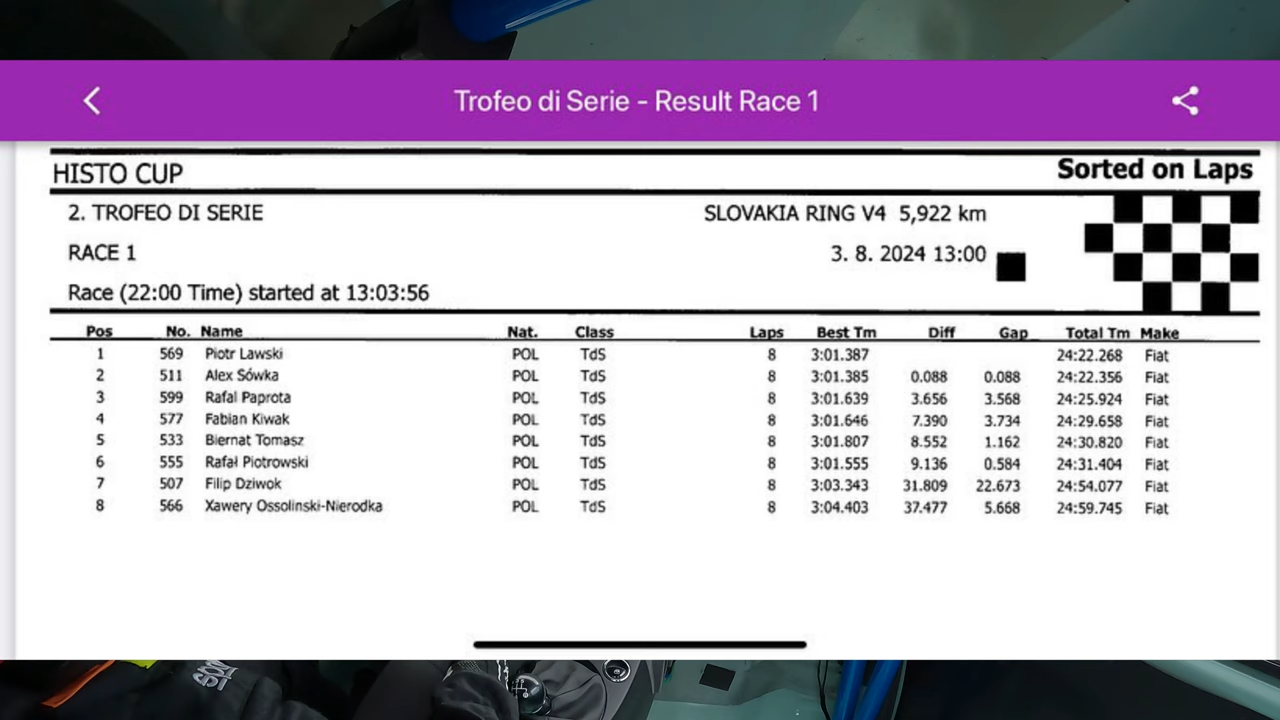 Trofeo di Serie - Result Race 1
HISTO CUP
Sorted on Laps
2. TROFEO DI SERIE
SLOVAKIA RING V4 5,922 km
RACE 1
3. 8. 2024 13:00
Race (22:00 Time) started at 13:03:56
Pos No. Name Nat. Class Laps Best Tm Diff Gap Total Tm Make
1 569 Piotr Lawski POL TdS 8 3:01.387 24:22.268 Fiat
2 511 Alex Sówka POL TdS 8 3:01.385 0.088 0.088 24:22.356 Fiat
3 599 Rafal Paprota POL TdS 8 3:01.639 3.656 3.568 24:25.924 Fiat
4 577 Fabian Kiwak POL TdS 8 3:01.646 7.390 3.734 24:29.658 Fiat
5 533 Biernat Tomasz POL TdS 8 3:01.807 8.552 1.162 24:30.820 Fiat
6 555 Rafał Piotrowski POL TdS 8 3:01.555 9.136 0.584 24:31.404 Fiat
7 507 Filip Dziwok POL TdS 8 3:03.343 31.809 22.673 24:54.077 Fiat
8 566 Xawery Ossolinski-Nierodka POL TdS 8 3:04.403 37.477 5.668 24:59.745 Fiat